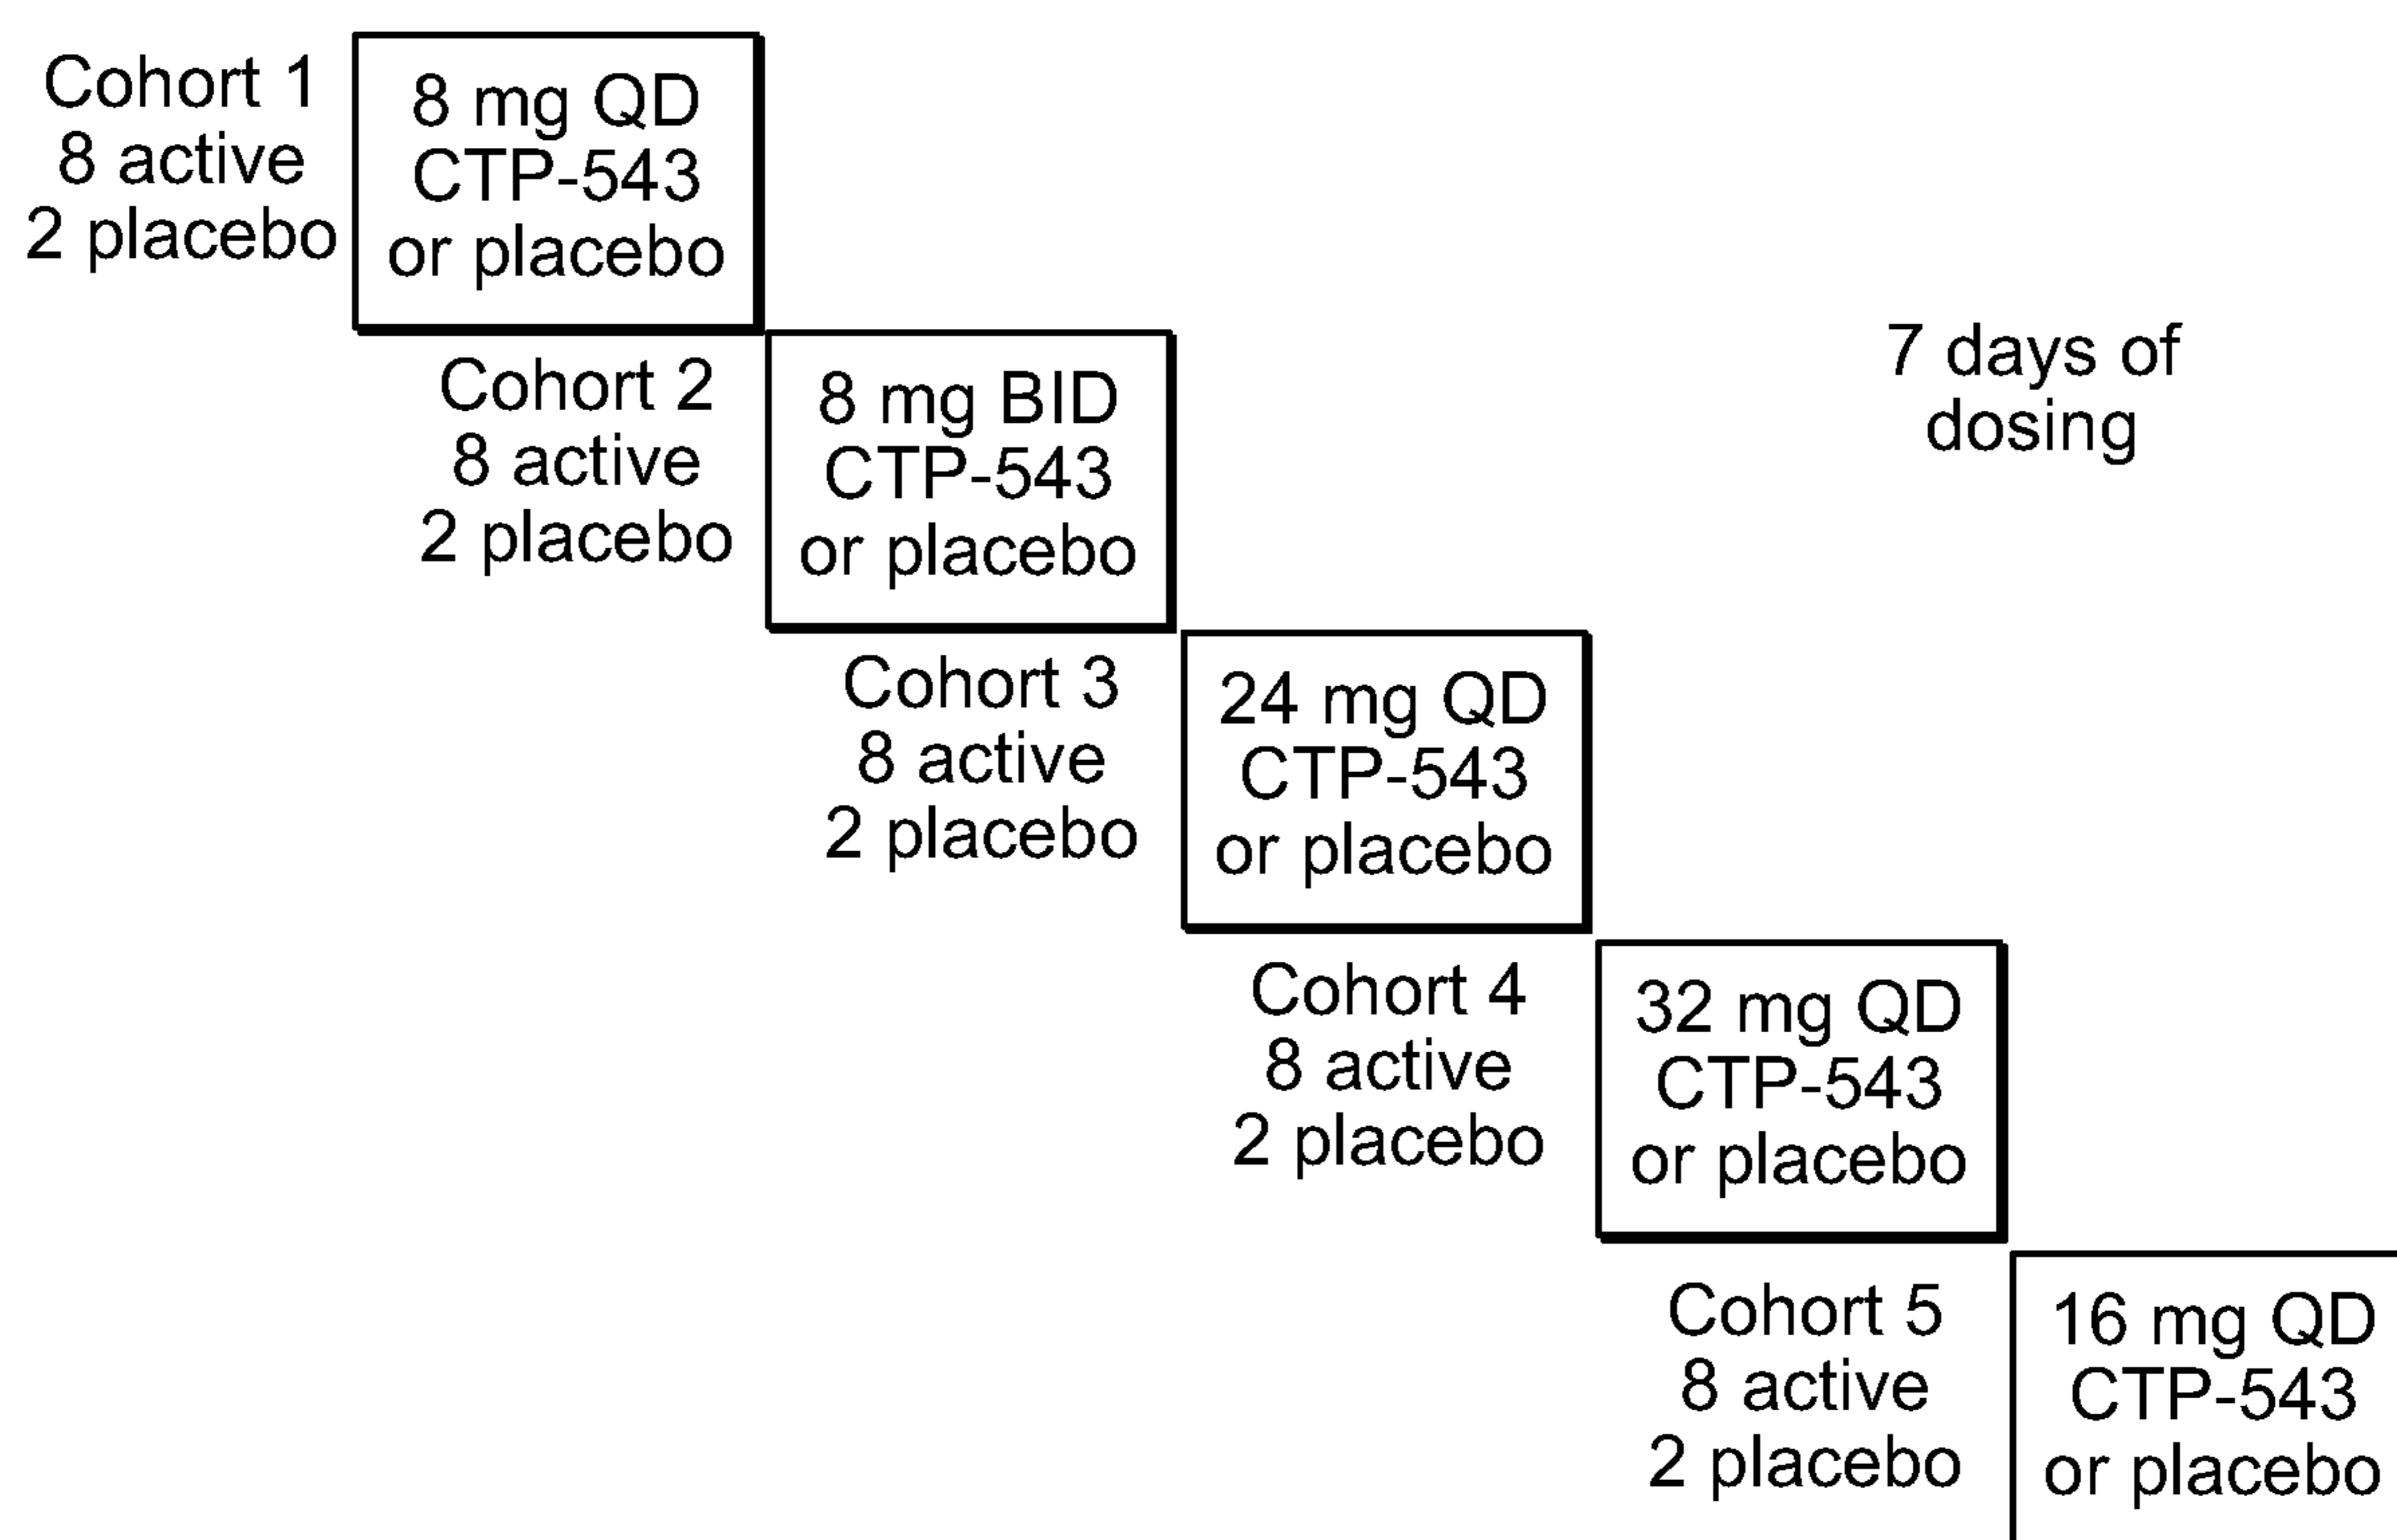 Cohort 1
8 active
2 placebo
8 mg QD
CTP-543
or placebo
Cohort 2
8 active
2 placebo
8 mg BID
CTP-543
or placebo
7 days of
dosing
Cohort 3
8 active
2 placebo
24 mg QD
CTP-543
or placebo
Cohort 4
8 active
2 placebo
32 mg QD
CTP-543
or placebo
Cohort 5
8 active
2 placebo
16 mg QD
CTP-543
or placebo